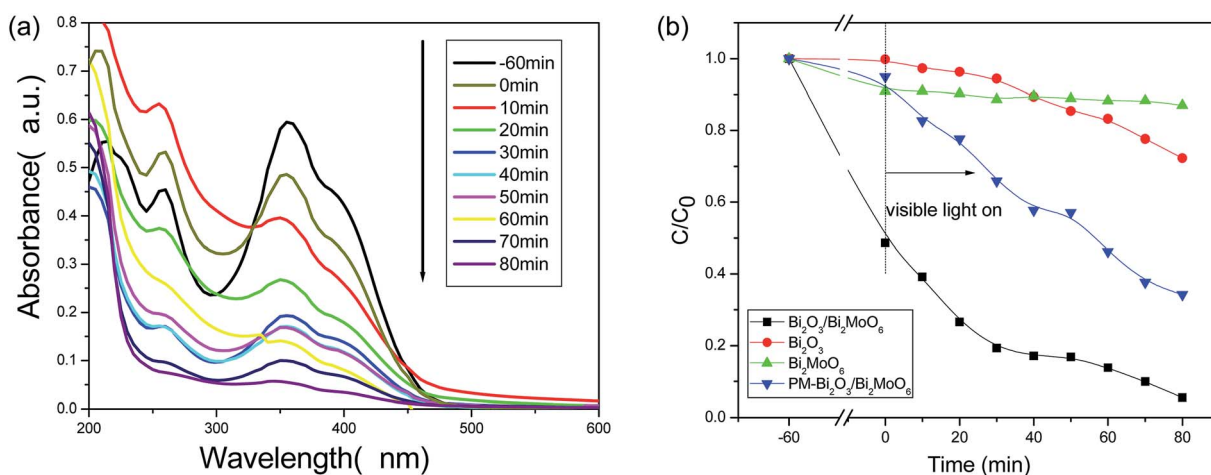 (a)
0.8
0.7
0.6
0.5
0.4
0.3
0.2
0.1
0.0
Absorbance( a.u.)
200 300 400 500 600
Wavelength( nm)
-60min
0min
10min
20min
30min
40min
50min
60min
70min
80min
(b)
1.0
0.8
0.6
0.4
0.2
0.0
C/C₀
visible light on
Bi₂O₃/Bi₂MoO₆
Bi₂O₃
Bi₂MoO₆
PM-Bi₂O₃/Bi₂MoO₆
-60 0 20 40 60 80
Time (min)